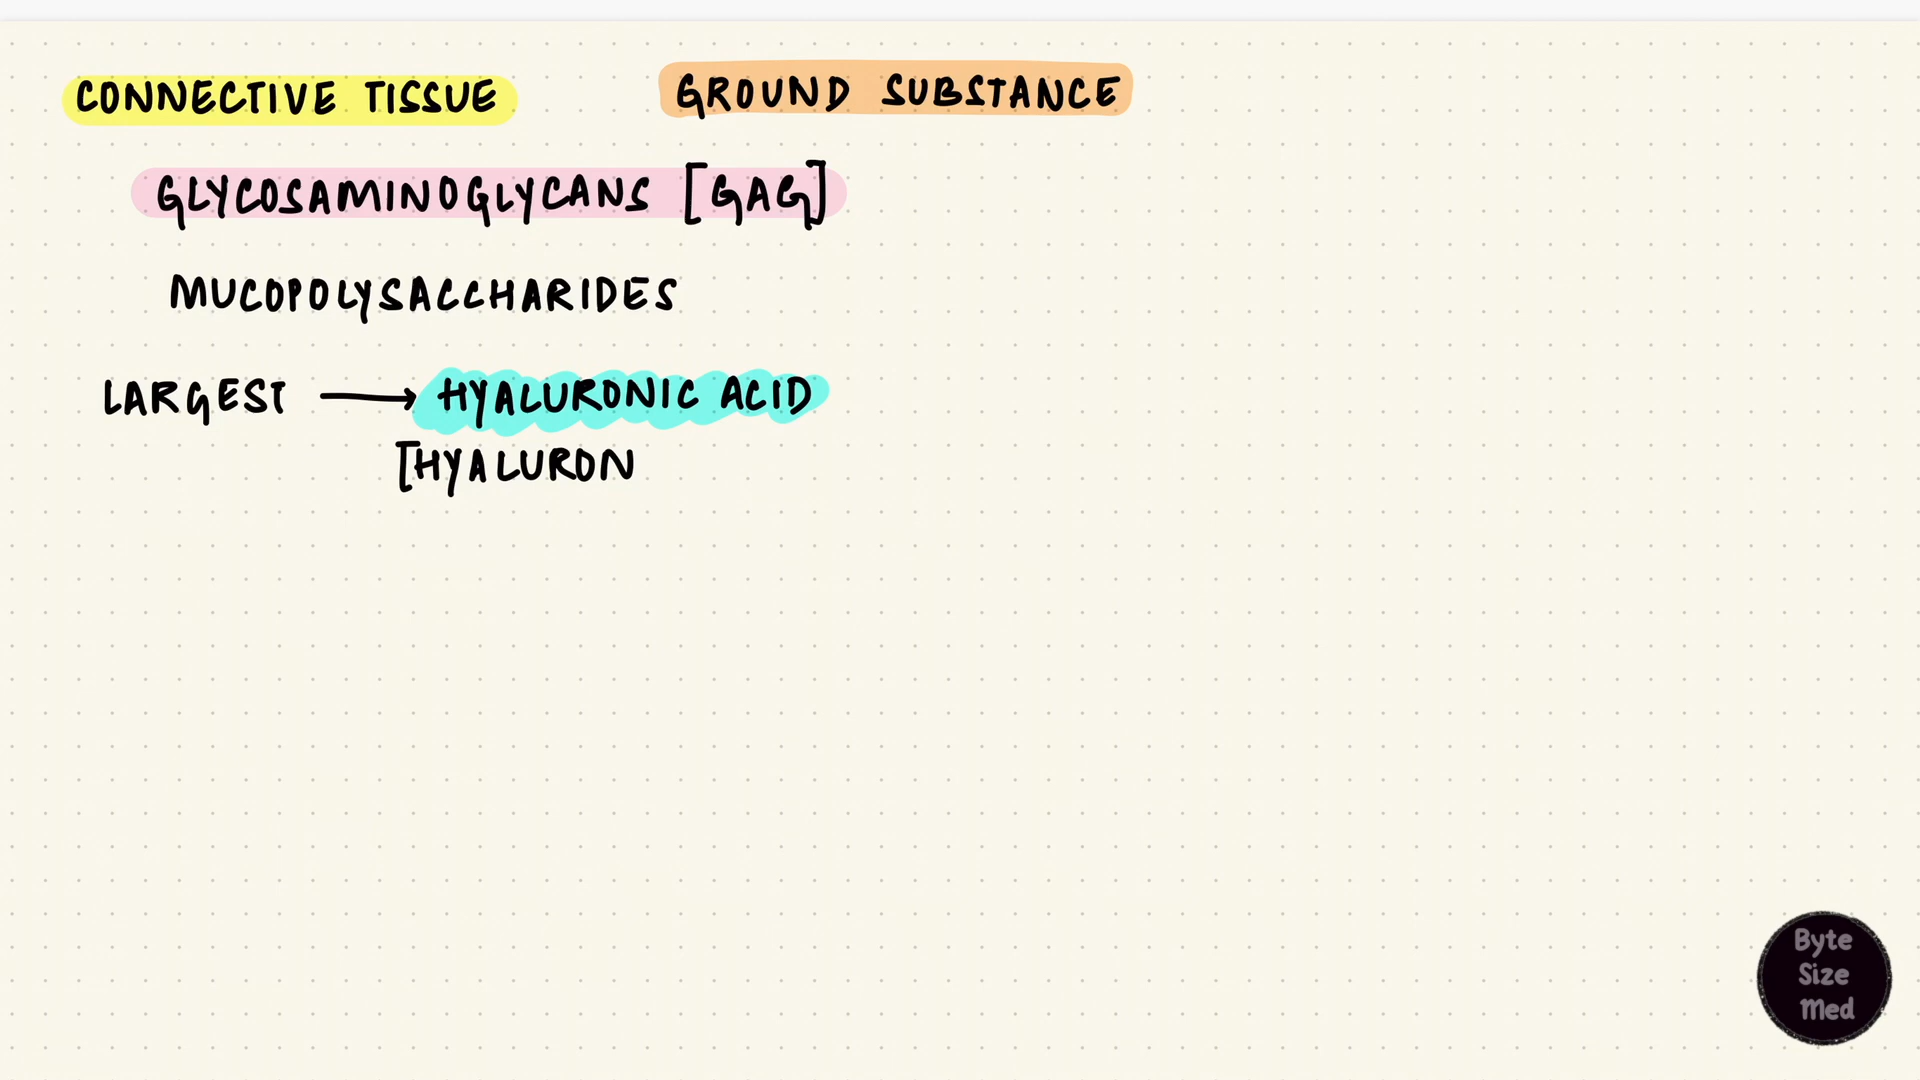 CONNECTIVE TISSUE GROUND SUBSTANCE
GLYCOSAMINOGLYCANS [GAG]
MUCOPOLYSACCHARIDES
LARGEST → HYALURONIC ACID
[HYALURON
Byte
Size
Med